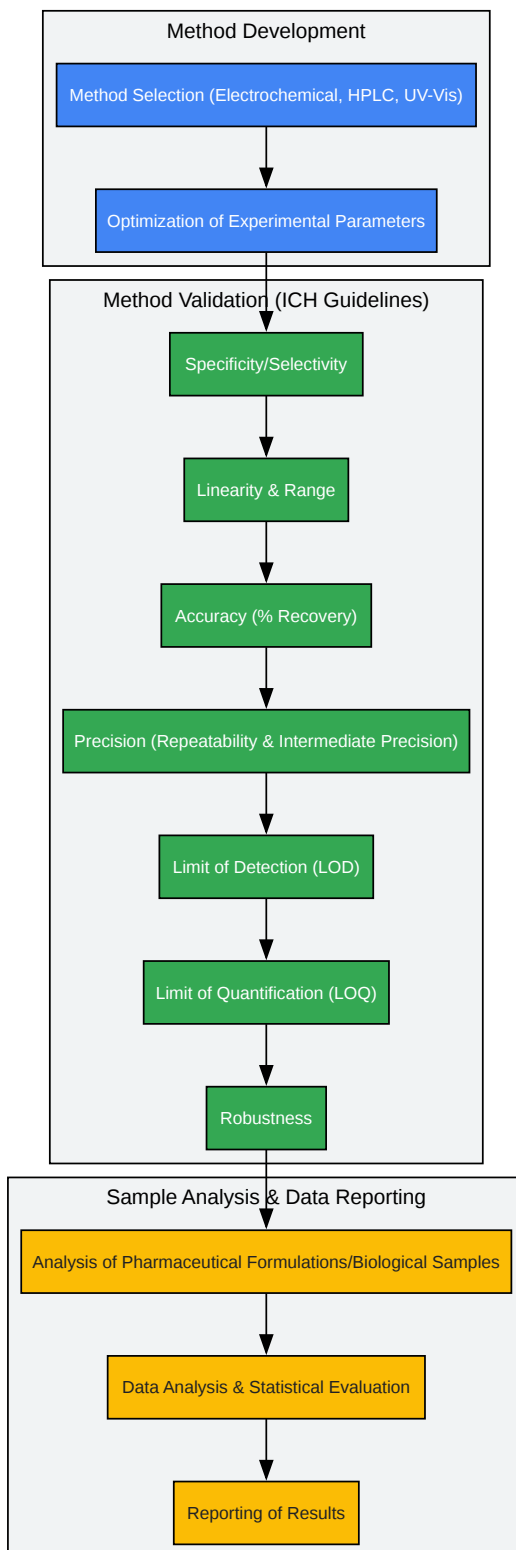 Method Development
Method Selection (Electrochemical, HPLC, UV-Vis)
Optimization of Experimental Parameters
Method Validation (ICH Guidelines)
Specificity/Selectivity
Linearity & Range
Accuracy (% Recovery)
Precision (Repeatability & Intermediate Precision)
Limit of Detection (LOD)
Limit of Quantification (LOQ)
Robustness
Sample Analysis & Data Reporting
Analysis of Pharmaceutical Formulations/Biological Samples
Data Analysis & Statistical Evaluation
Reporting of Results